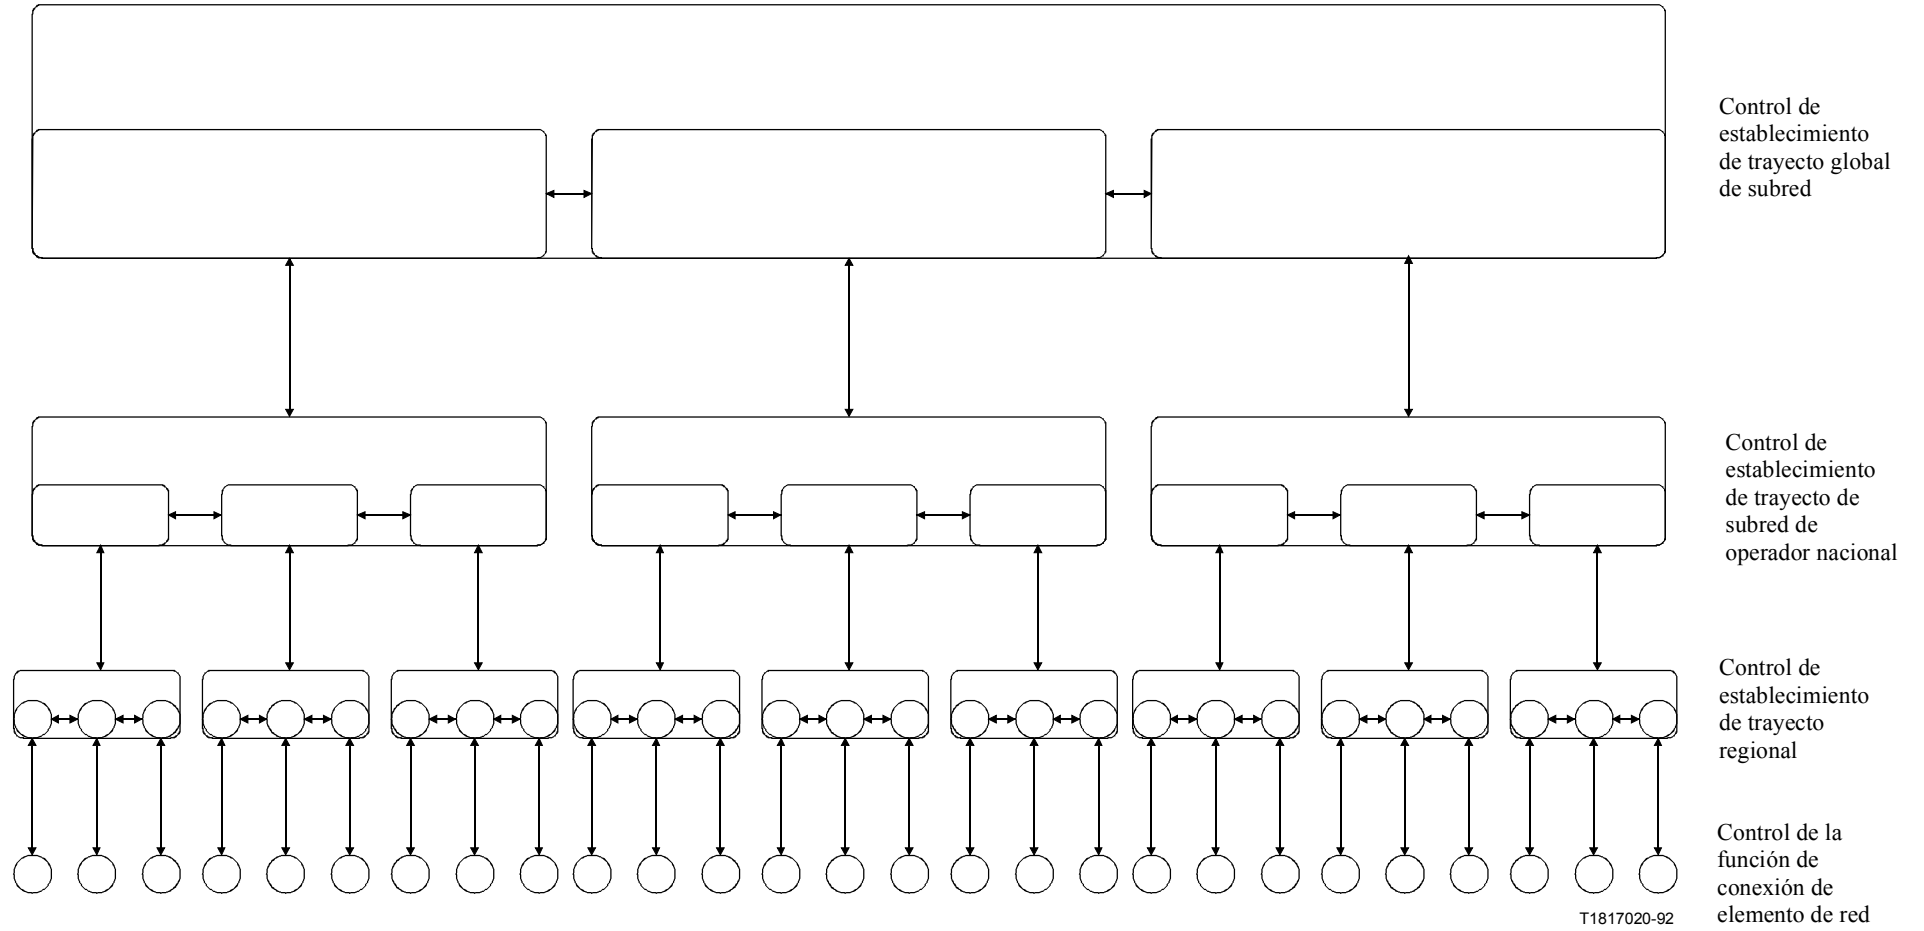 Control de
establecimiento
de trayecto global
de subred
Control de
establecimiento
de trayecto de
subred de
operador nacional
Control de
establecimiento
de trayecto
regional
Control de la
función de
conexión de
elemento de red
T1817020-92